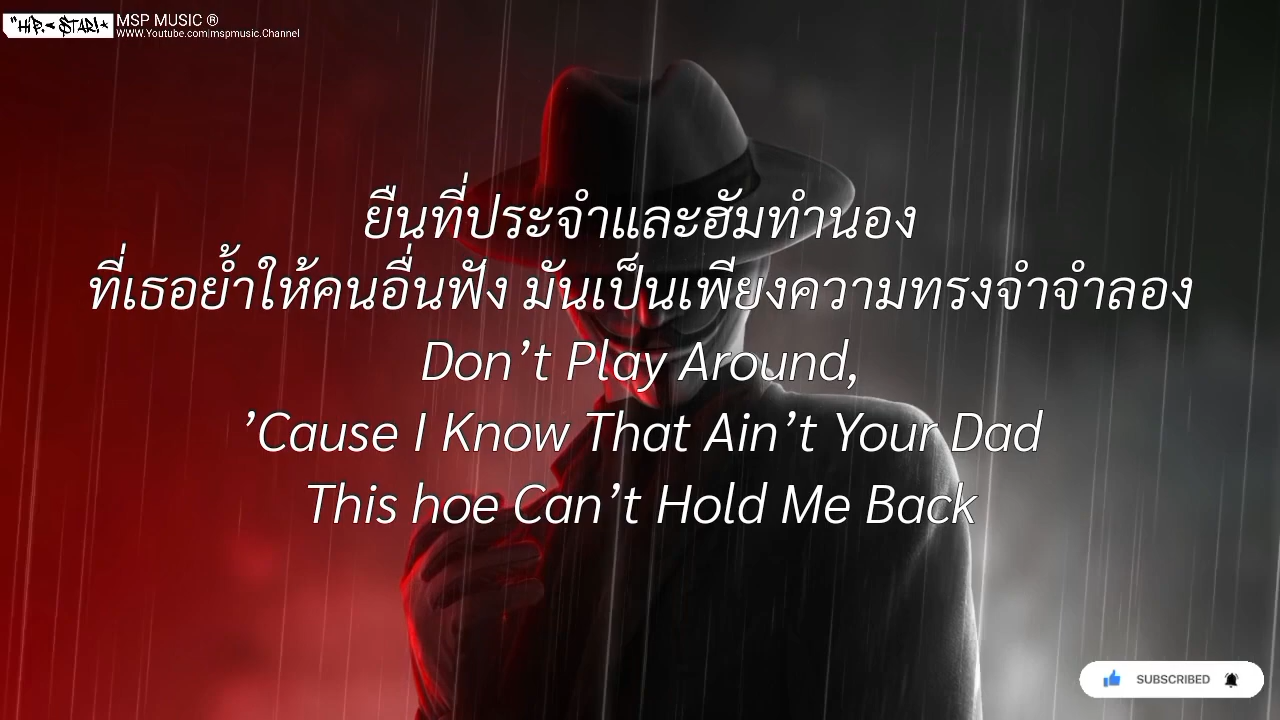 "HIP.< STAR!*
MSP MUSIC ®
WWW.Youtube.com|mspmusic.Channel
ยืนที่ประจำและฮัมทำนอง
ที่เธอย้ำให้คนอื่นฟัง มันเป็นเพียงความทรงจำจำลอง
Don’t Play Around,
’Cause I Know That Ain’t Your Dad
This hoe Can’t Hold Me Back
SUBSCRIBED